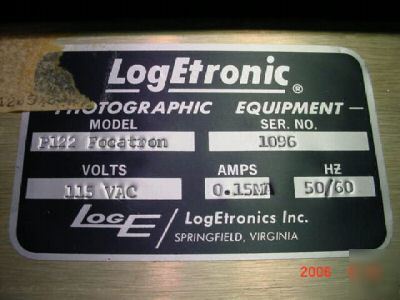 LogEtronic®
PHOTOGRAPHIC EQUIPMENT
MODEL SER. NO.
P122 Focatron 1096
VOLTS AMPS HZ
115 VAC 0.15MA 50/60
LogE/ LogEtronics Inc.
SPRINGFIELD, VIRGINIA
2006